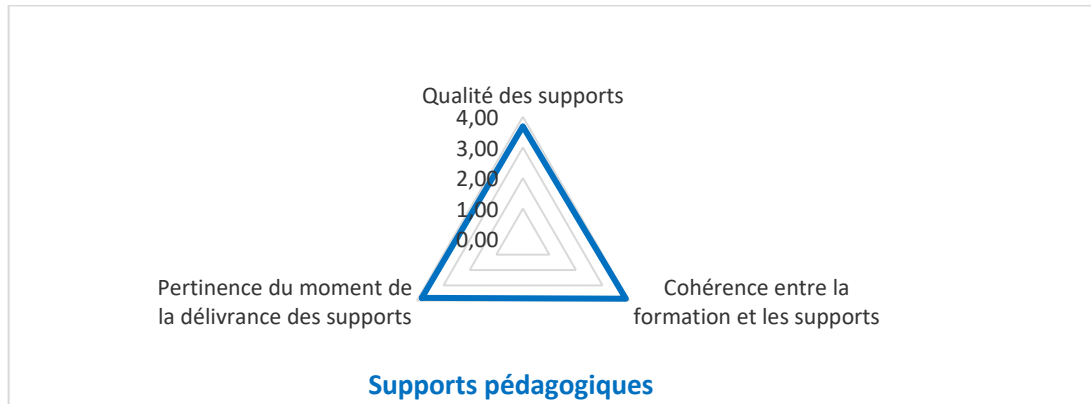 Qualité des supports
4,00
3,00
2,00
1,00
0,00
Pertinence du moment de
la délivrance des supports
Cohérence entre la
formation et les supports
Supports pédagogiques